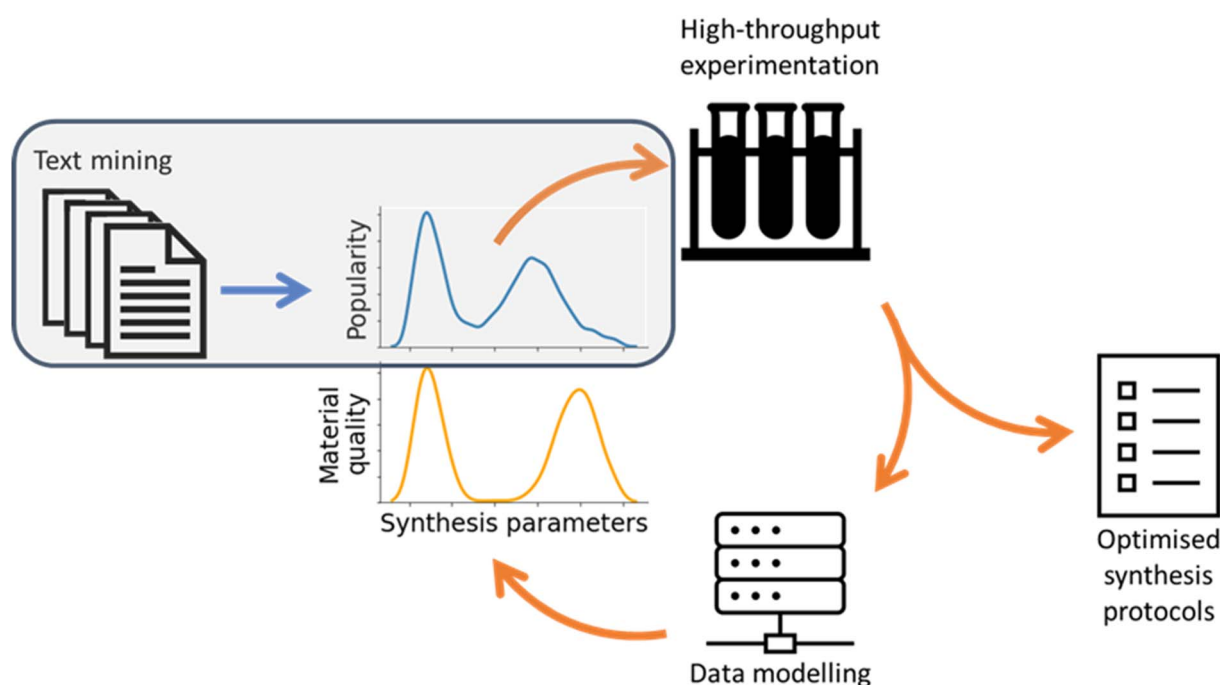 High-throughput
experimentation
Text mining
Popularity
Material
quality
Synthesis parameters
Optimised
synthesis
protocols
Data modelling